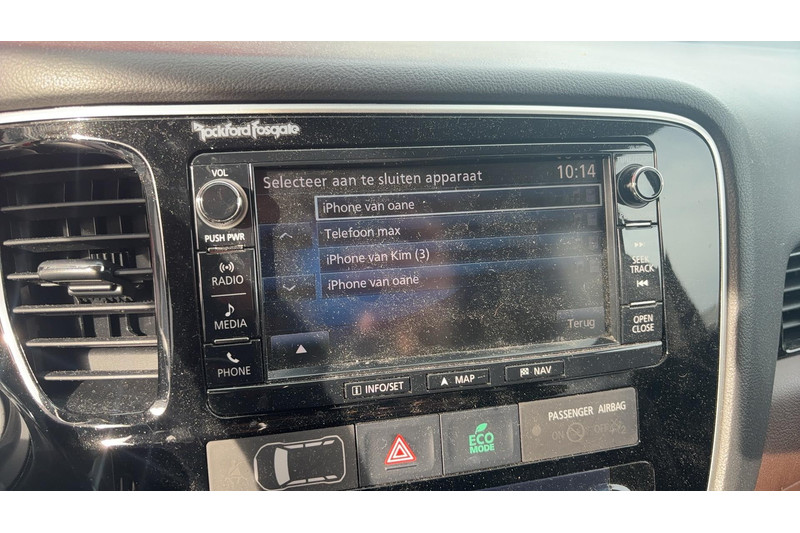 Rockford Fosgate
VOL
PUSH PWR
RADIO
MEDIA
PHONE
Selecteer aan te sluiten apparaat 10:14
iPhone van oane
Telefoon max
iPhone van Kim (3)
iPhone van oane
Terug
SEEK
TRACK
OPEN
CLOSE
INFO/SET
MAP
NAV
ECO
MODE
PASSENGER AIRBAG
ON OFF